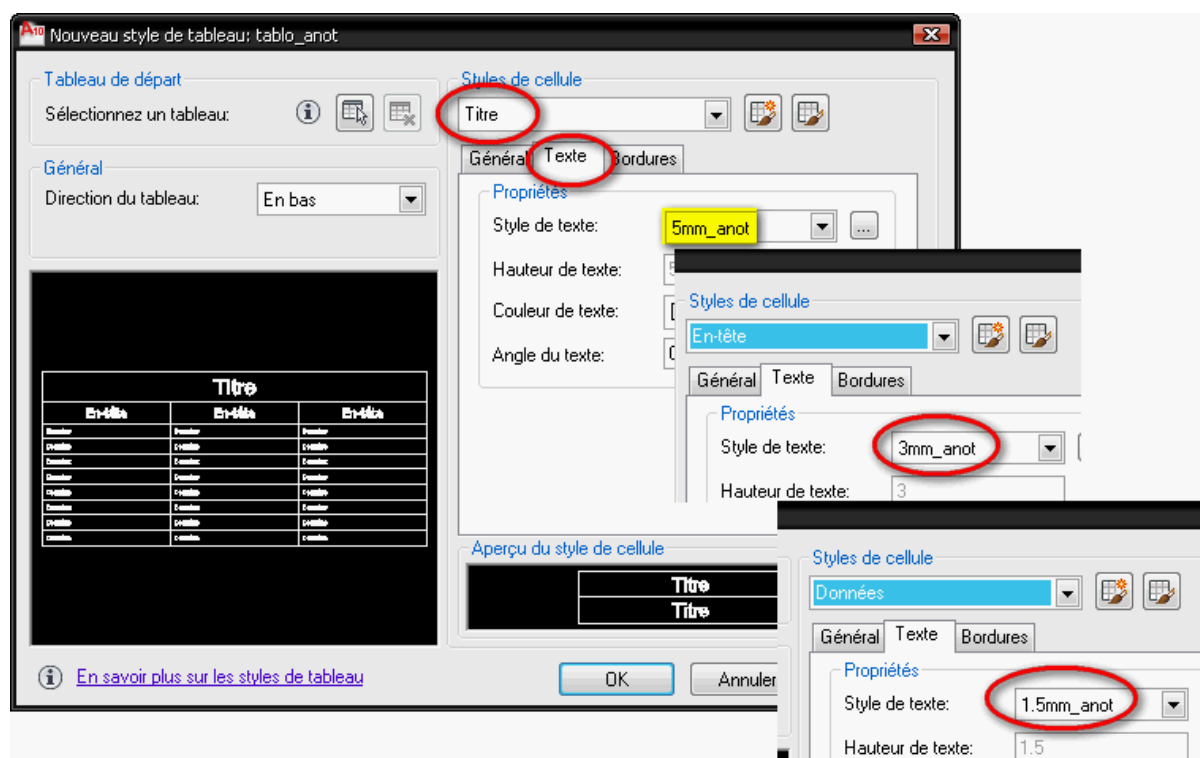 Nouveau style de tableau: tablo_anot
Tableau de départ
Sélectionnez un tableau:
Général
Direction du tableau:
En bas
Titre
En-tête En-tête En-tête
En savoir plus sur les styles de tableau
Styles de cellule
Titre
Général Texte Bordures
Propriétés
Style de texte:
5mm_anot
...
Hauteur de texte:
Couleur de texte:
Angle du texte:
Aperçu du style de cellule
Titre
Titre
OK
Annuler
Styles de cellule
En-tête
Général Texte Bordures
Propriétés
Style de texte:
3mm_anot
Hauteur de texte:
3
Styles de cellule
Données
Général Texte Bordures
Propriétés
Style de texte:
1.5mm_anot
Hauteur de texte:
1.5